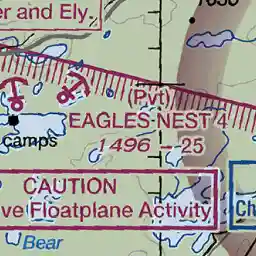 er and Ely.
(Pvt)
EAGLES NEST 4
camps
1496 - 25
CAUTION
ve Floatplane Activity
Ch
Bear